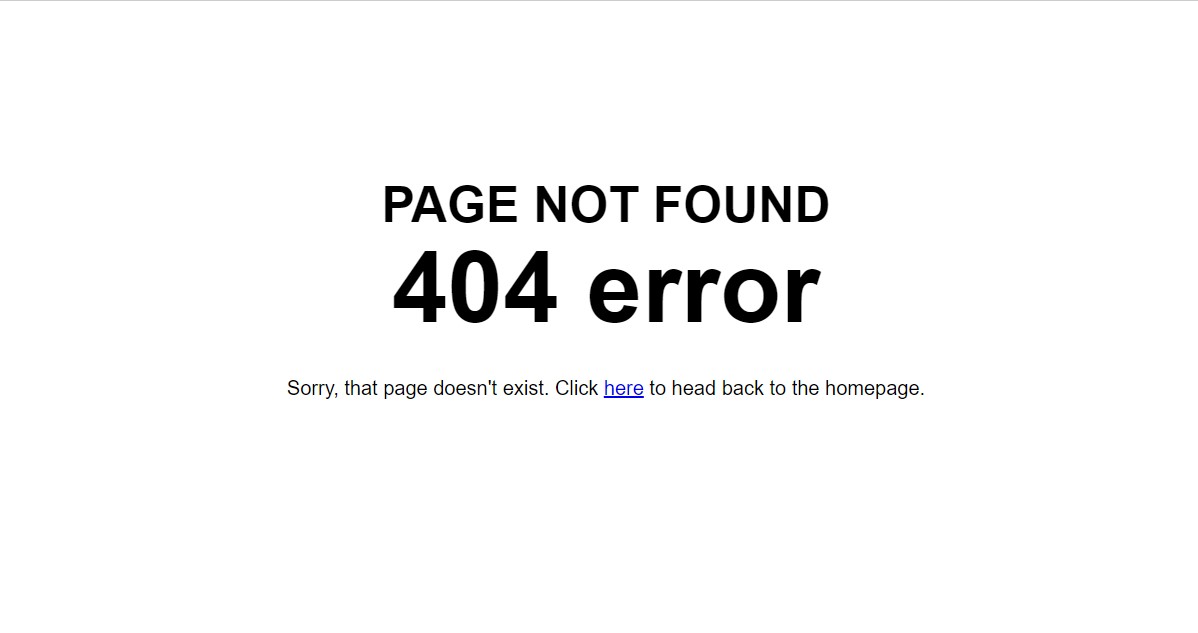 PAGE NOT FOUND
404 error
Sorry, that page doesn't exist. Click here to head back to the homepage.